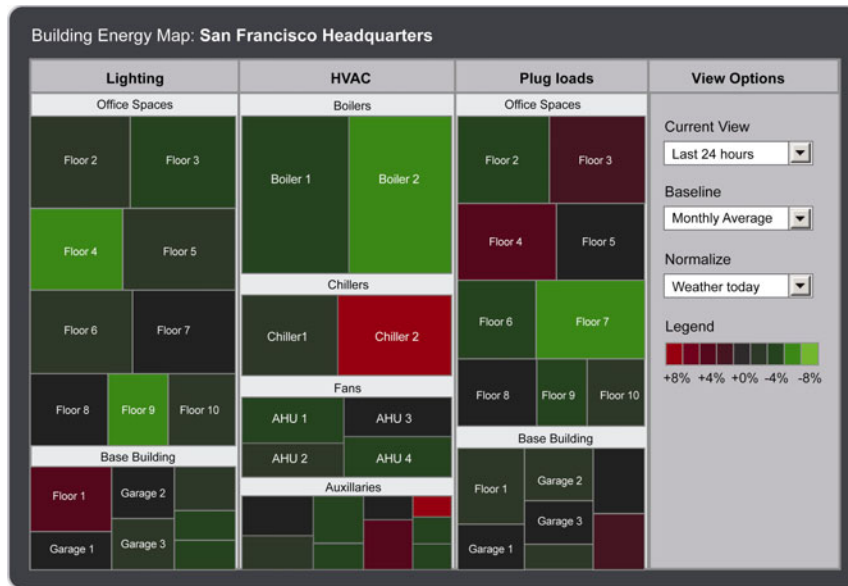 Building Energy Map: San Francisco Headquarters
Lighting
HVAC
Plug loads
View Options
Office Spaces
Floor 2
Floor 3
Floor 4
Floor 5
Floor 6
Floor 7
Floor 8
Floor 9
Floor 10
Base Building
Floor 1
Garage 2
Garage 1
Garage 3
Boilers
Boiler 1
Boiler 2
Chillers
Chiller1
Chiller 2
Fans
AHU 1
AHU 3
AHU 2
AHU 4
Auxillaries
Office Spaces
Floor 2
Floor 3
Floor 4
Floor 5
Floor 6
Floor 7
Floor 8
Floor 9
Floor 10
Base Building
Floor 1
Garage 2
Garage 3
Garage 1
Current View
Last 24 hours
Baseline
Monthly Average
Normalize
Weather today
Legend
+8% +4% +0% -4% -8%